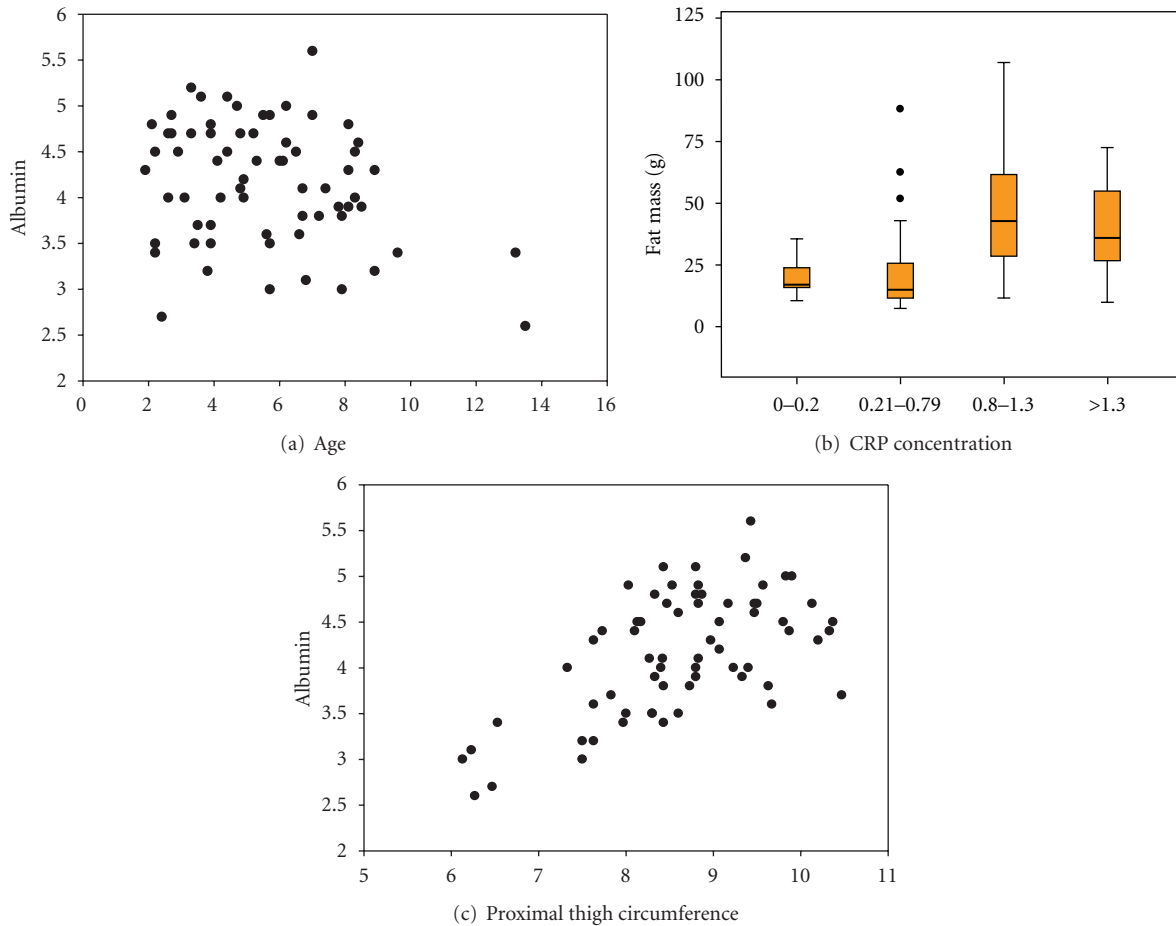 6
5.5
5
4.5
4
3.5
3
2.5
2
Albumin
0 2 4 6 8 10 12 14 16
(a) Age
125
100
75
50
25
0
Fat mass (g)
0–0.2 0.21–0.79 0.8–1.3 >1.3
(b) CRP concentration
6
5.5
5
4.5
4
3.5
3
2.5
2
Albumin
5 6 7 8 9 10 11
(c) Proximal thigh circumference